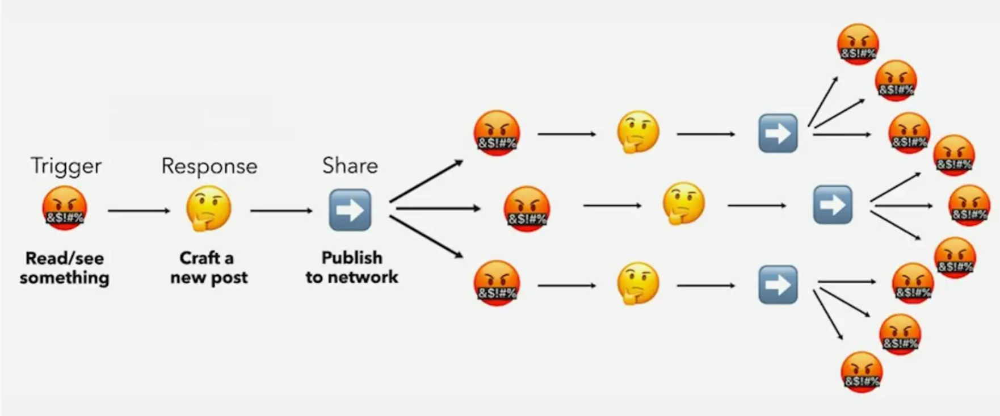 Trigger
Response
Share
&$!#%
Read/see
something
Craft a
new post
Publish
to network
&$!#%
&$!#%
&$!#%
&$!#%
&$!#%
&$!#%
&$!#%
&$!#%
&$!#%
&$!#%
&$!#%
&$!#%